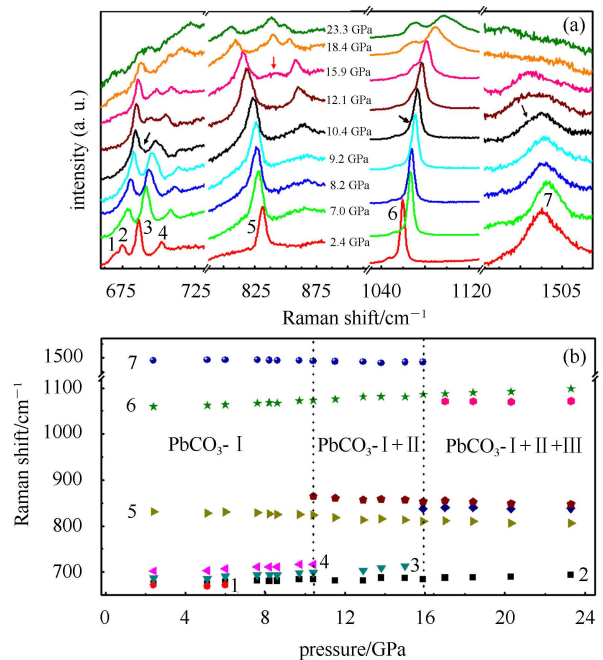 (a)
23.3 GPa
18.4 GPa
15.9 GPa
12.1 GPa
10.4 GPa
9.2 GPa
8.2 GPa
7.0 GPa
2.4 GPa
intensity (a. u.)
1 2 3 4 5 6 7
675 725 825 875 1040 1120 1505
Raman shift/cm⁻¹
(b)
1500
1100
1000
900
800
700
Raman shift/cm⁻¹
7
6
PbCO₃-I PbCO₃-I+II PbCO₃-I+II+III
5
4
3
1
2
0 4 8 12 16 20 24
pressure/GPa